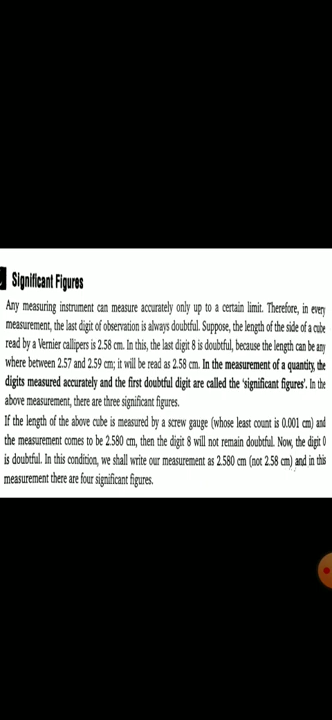 Significant Figures
Any measuring instrument can measure accurately only up to a certain limit. Therefore, in every
measurement, the last digit of observation is always doubtful. Suppose, the length of the side of a cube
read by a Vernier callipers is 2.58 cm. In this, the last digit 8 is doubtful, because the length can be any
where between 2.57 and 2.59 cm; it will be read as 2.58 cm. In the measurement of a quantity, the
digits measured accurately and the first doubtful digit are called the 'significant figures'. In the
above measurement, there are three significant figures.
If the length of the above cube is measured by a screw gauge (whose least count is 0.001 cm) and
the measurement comes to be 2.580 cm, then the digit 8 will not remain doubtful. Now, the digit 0
is doubtful. In this condition, we shall write our measurement as 2.580 cm (not 2.58 cm) and in this
measurement there are four significant figures.